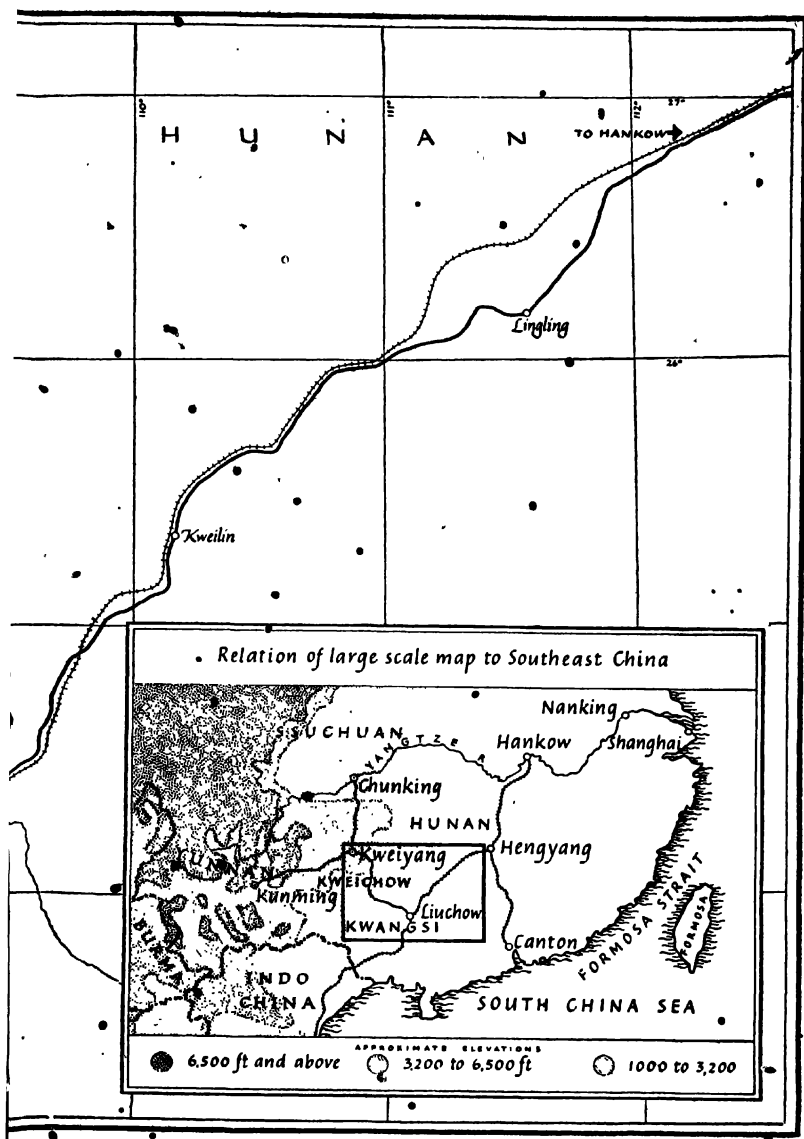 110°
111°
112°
27°
HUNAN
TO HANKOW
Lingling
26°
Kweilin
Relation of large scale map to Southeast China
Nanking
SSUCHUAN
YANGTZE R
Hankow
Shanghai
Chunking
HUNAN
Kweiyang
Hengyang
YUNNAN
KWEICHOW
Kunming
Liuchow
KWANGSI
FORMOSA STRAIT
FORMOSA
BURMA
Canton
INDO
CHINA
SOUTH CHINA SEA
APPROXIMATE ELEVATIONS
6,500 ft and above 3,200 to 6,500 ft 1000 to 3,200